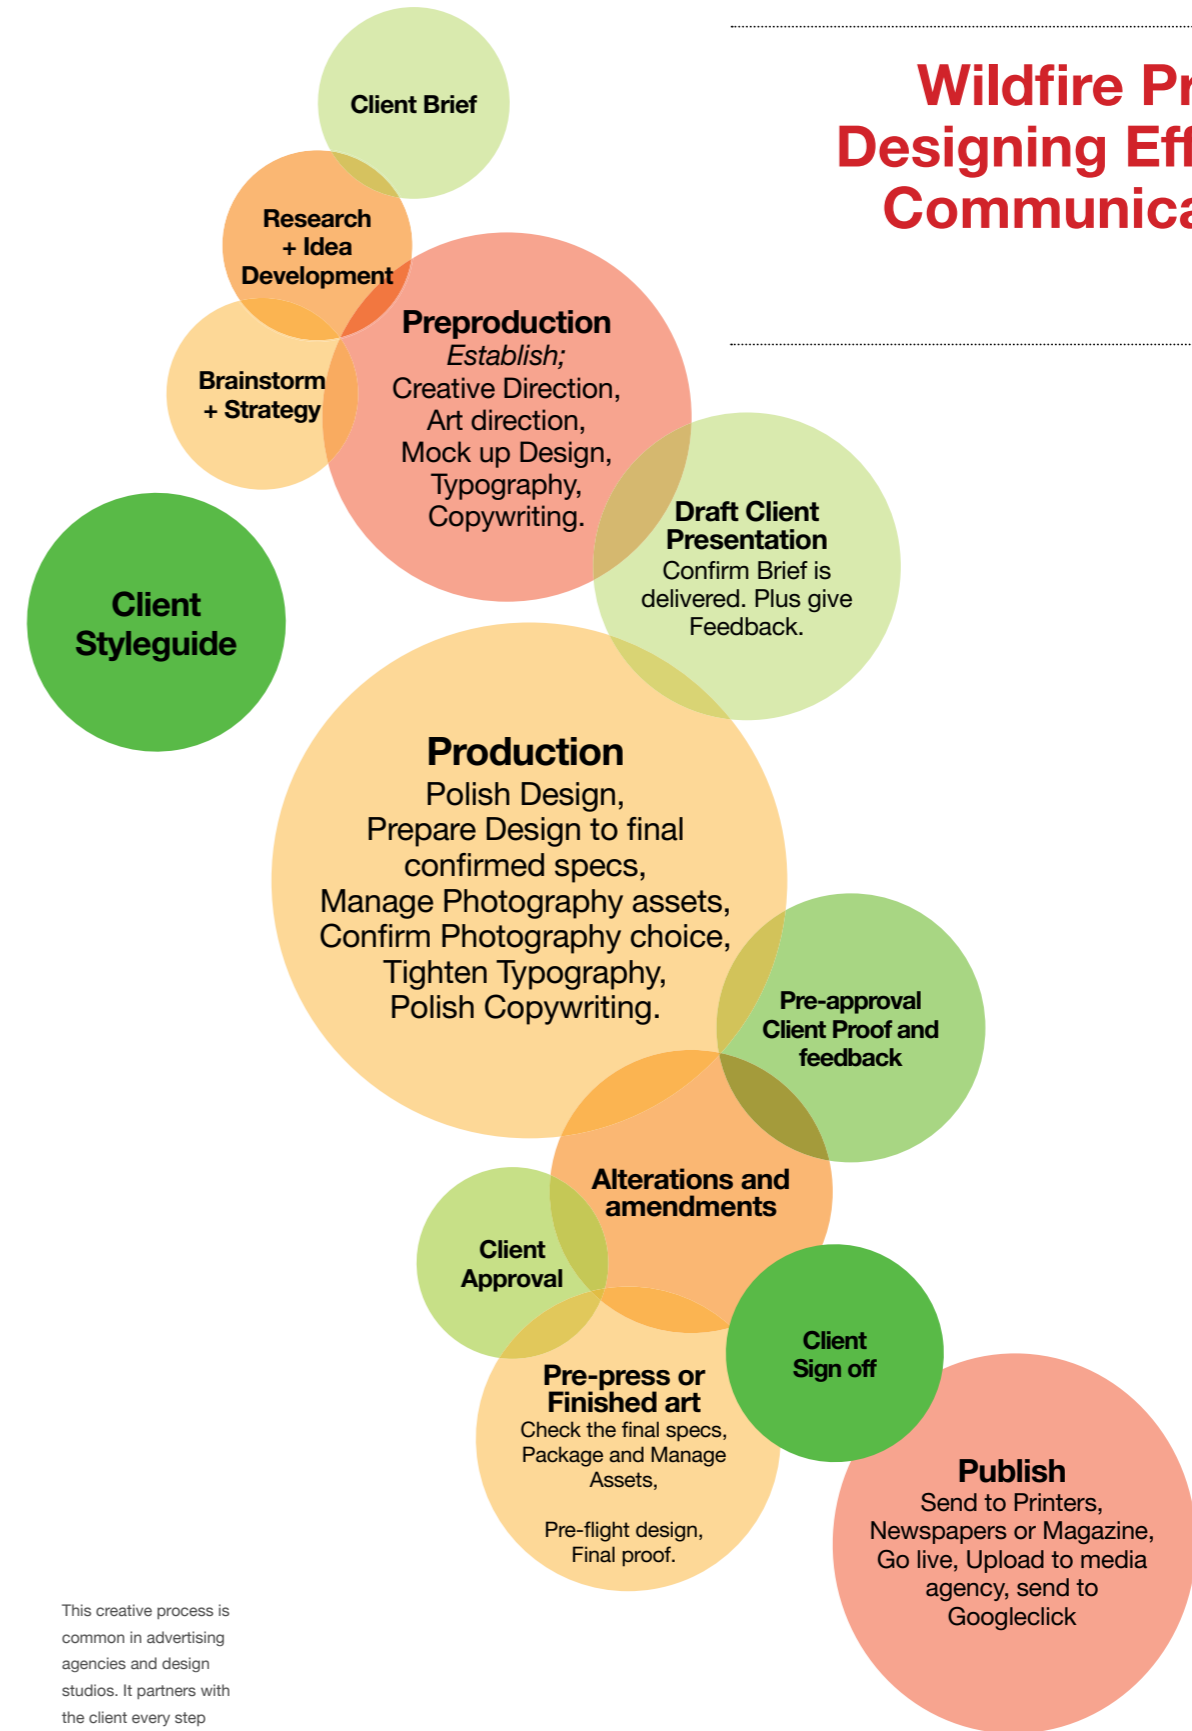 Wildfire Pr
Designing Eff
Communica
Client Brief
Research
+ Idea
Development
Brainstorm
+ Strategy
Preproduction
Establish;
Creative Direction,
Art direction,
Mock up Design,
Typography,
Copywriting.
Draft Client
Presentation
Confirm Brief is
delivered. Plus give
Feedback.
Client
Styleguide
Production
Polish Design,
Prepare Design to final
confirmed specs,
Manage Photography assets,
Confirm Photography choice,
Tighten Typography,
Polish Copywriting.
Pre-approval
Client Proof and
feedback
Alterations and
amendments
Client
Approval
Client
Sign off
Pre-press or
Finished art
Check the final specs,
Package and Manage
Assets,
Pre-flight design,
Final proof.
Publish
Send to Printers,
Newspapers or Magazine,
Go live, Upload to media
agency, send to
Googleclick
This creative process is
common in advertising
agencies and design
studios. It partners with
the client every step